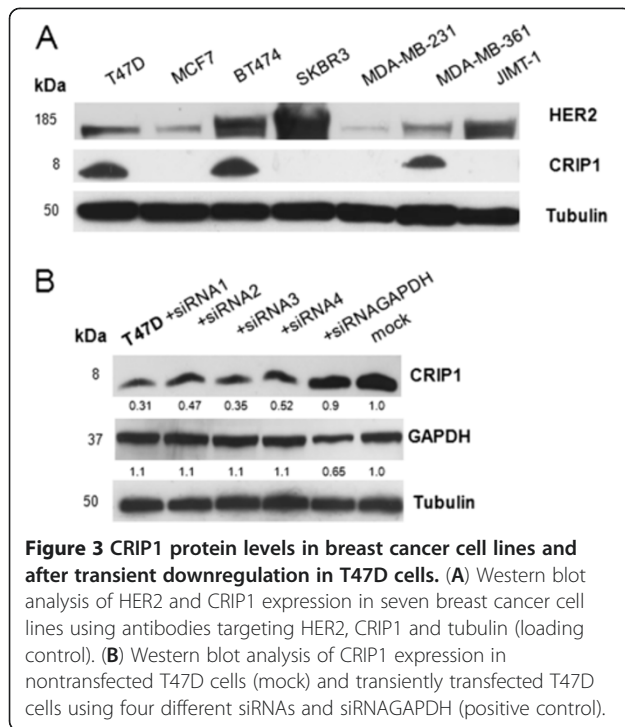 A
kDa
T47D
MCF7
BT474
SKBR3
MDA-MB-231
MDA-MB-361
JIMT-1
185
HER2
8
CRIP1
50
Tubulin
B
kDa
T47D +siRNA1
+siRNA2
+siRNA3
+siRNA4
+siRNAGAPDH
mock
8
CRIP1
0.31 0.47 0.35 0.52 0.9 1.0
37
GAPDH
1.1 1.1 1.1 1.1 0.65 1.0
50
Tubulin
Figure 3 CRIP1 protein levels in breast cancer cell lines and
after transient downregulation in T47D cells. (A) Western blot
analysis of HER2 and CRIP1 expression in seven breast cancer cell
lines using antibodies targeting HER2, CRIP1 and tubulin (loading
control). (B) Western blot analysis of CRIP1 expression in
nontransfected T47D cells (mock) and transiently transfected T47D
cells using four different siRNAs and siRNAGAPDH (positive control).